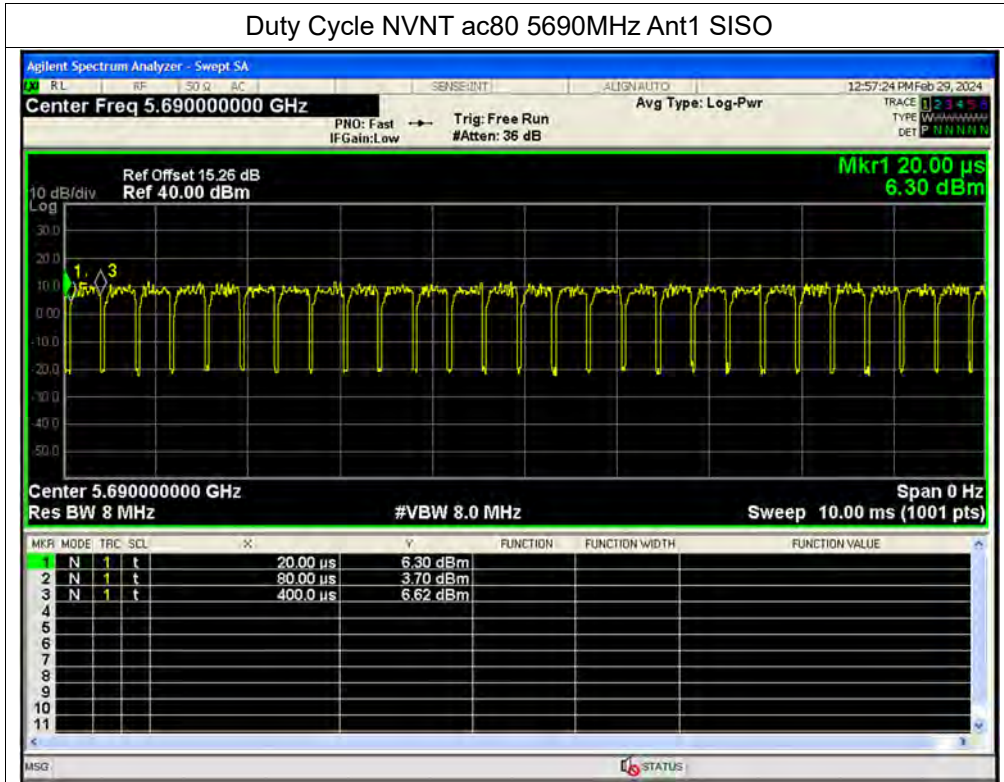 Duty Cycle NVNT ac80 5690MHz Ant1 SISO
Agilent Spectrum Analyzer - Swept SA
LXI RL RF 50 Ω AC SENSE:INT ALIGNAUTO 12:57:24 PM Feb 29, 2024
Center Freq 5.690000000 GHz
Avg Type: Log-Pwr
TRACE 1 2 3 4 5 6
TYPE W
DET P N N N N N
PNO: Fast
IFGain:Low
Trig: Free Run
#Atten: 36 dB
Mkr1 20.00 µs
6.30 dBm
Ref Offset 15.26 dB
10 dB/div Ref 40.00 dBm
Log
30.0
20.0
1. 3
10.0
0.00
-10.0
-20.0
-30.0
-40.0
-50.0
Center 5.690000000 GHz Span 0 Hz
Res BW 8 MHz #VBW 8.0 MHz Sweep 10.00 ms (1001 pts)
MKR MODE TRC SCL X Y FUNCTION FUNCTION WIDTH FUNCTION VALUE
1 N 1 t 20.00 µs 6.30 dBm
2 N 1 t 80.00 µs 3.70 dBm
3 N 1 t 400.0 µs 6.62 dBm
4
5
6
7
8
9
10
11
MSG STATUS